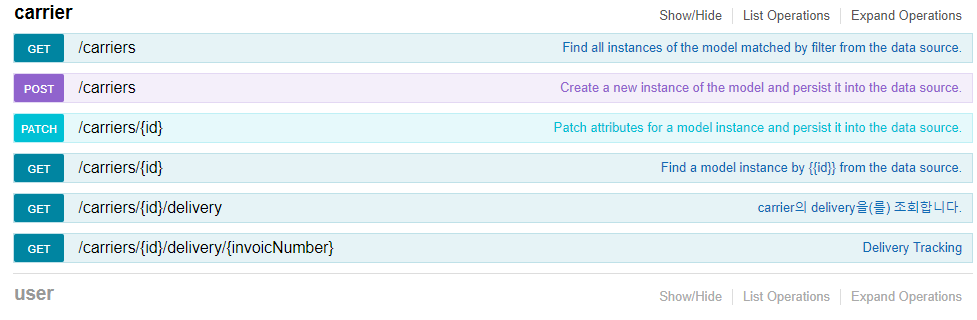 carrier Show/Hide List Operations Expand Operations
GET /carriers Find all instances of the model matched by filter from the data source.
POST /carriers Create a new instance of the model and persist it into the data source.
PATCH /carriers/{id} Patch attributes for a model instance and persist it into the data source.
GET /carriers/{id} Find a model instance by {{id}} from the data source.
GET /carriers/{id}/delivery carrier의 delivery을(를) 조회합니다.
GET /carriers/{id}/delivery/{invoicNumber} Delivery Tracking
user Show/Hide List Operations Expand Operations